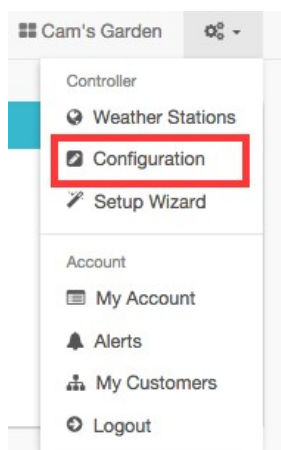 Cam's Garden
Controller
Weather Stations
Configuration
Setup Wizard
Account
My Account
Alerts
My Customers
Logout